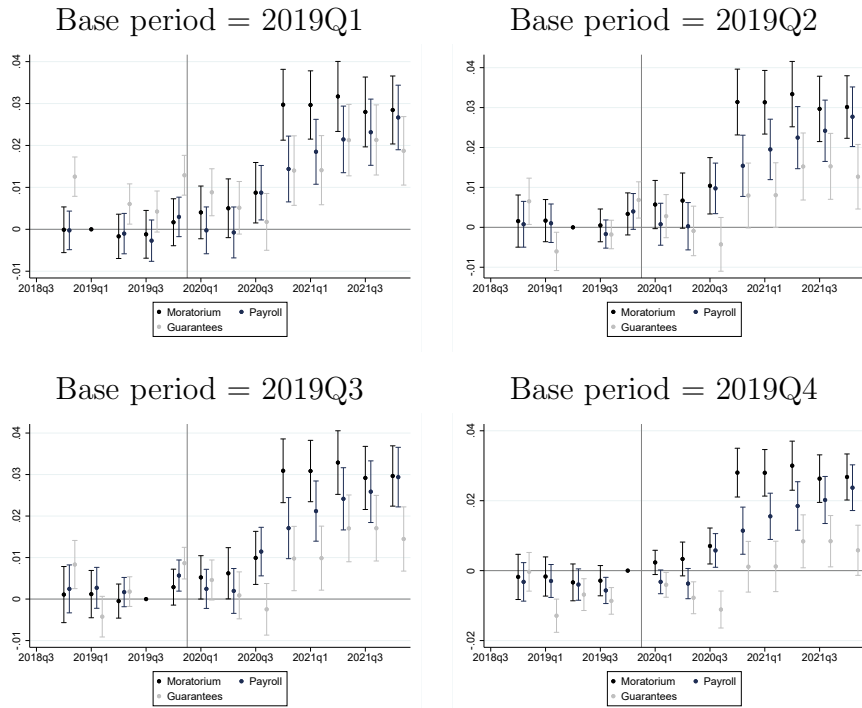 Base period = 2019Q1
.04
.03
.02
.01
0
-.01
2018q3 2019q1 2019q3 2020q1 2020q3 2021q1 2021q3
Moratorium Payroll
Guarantees
Base period = 2019Q2
.04
.03
.02
.01
0
-.01
2018q3 2019q1 2019q3 2020q1 2020q3 2021q1 2021q3
Moratorium Payroll
Guarantees
Base period = 2019Q3
.04
.03
.02
.01
0
-.01
2018q3 2019q1 2019q3 2020q1 2020q3 2021q1 2021q3
Moratorium Payroll
Guarantees
Base period = 2019Q4
.04
.02
0
-.02
2018q3 2019q1 2019q3 2020q1 2020q3 2021q1 2021q3
Moratorium Payroll
Guarantees